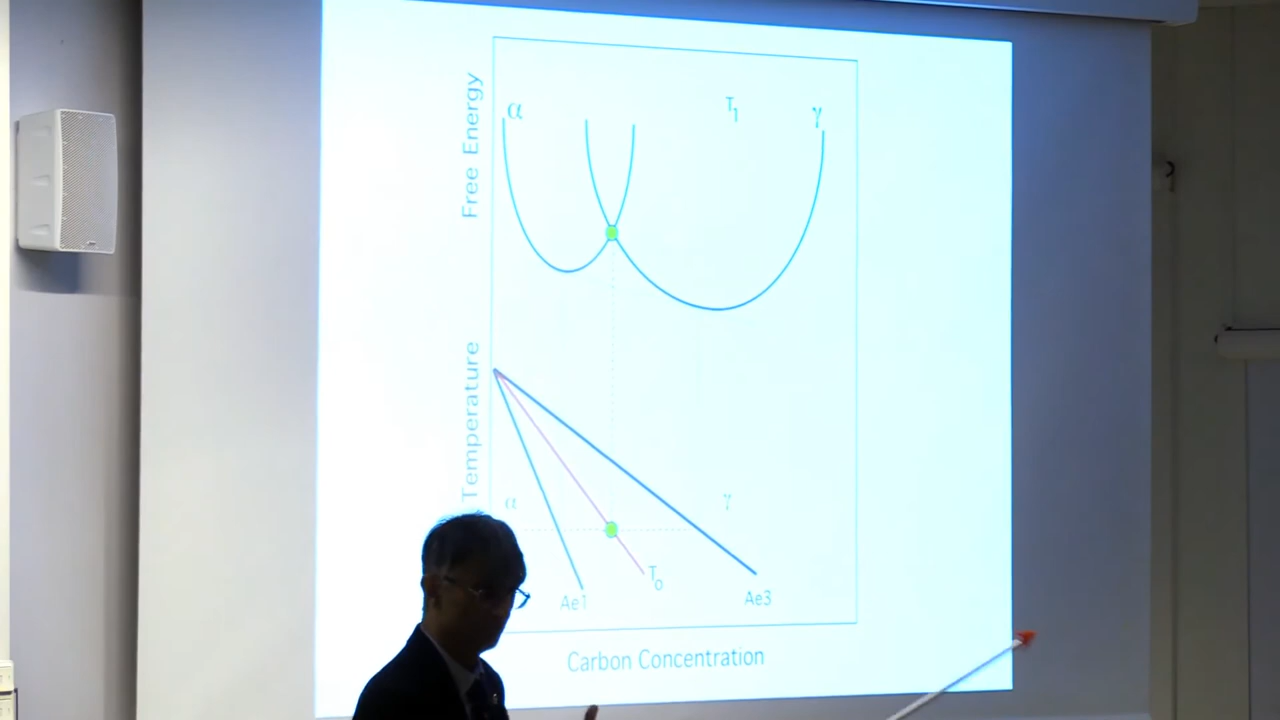 Free Energy
α
T1
γ
Temperature
α
γ
T0
Ae1
Ae3
Carbon Concentration